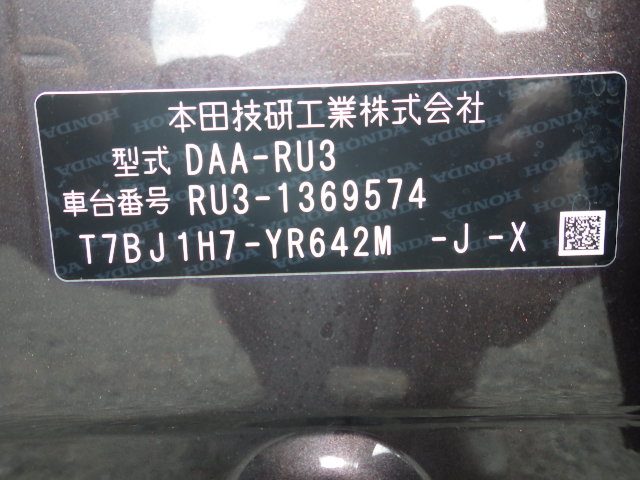 本田技研工業株式会社
型式 DAA-RU3
車台番号 RU3-1369574
T7BJ1H7-YR642M -J -X